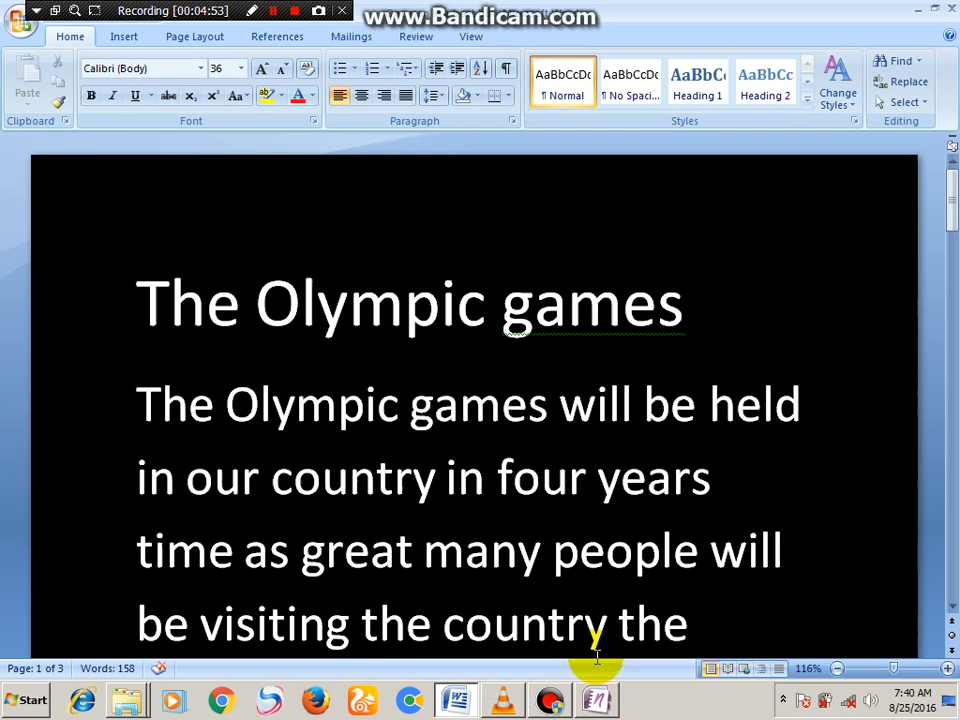 Recording [00:04:53]
www.Bandicam.com
Home Insert Page Layout References Mailings Review View
Paste
Calibri (Body) 36
AaBbCcDc AaBbCcDc AaBbC AaBbCc
¶ Normal ¶ No Spaci... Heading 1 Heading 2
Change Styles
Find
Replace
Select
Clipboard Font Paragraph Styles Editing
The Olympic games
The Olympic games will be held
in our country in four years
time as great many people will
be visiting the country the
Page: 1 of 3 Words: 158 116%
Start 7:40 AM
8/25/2016